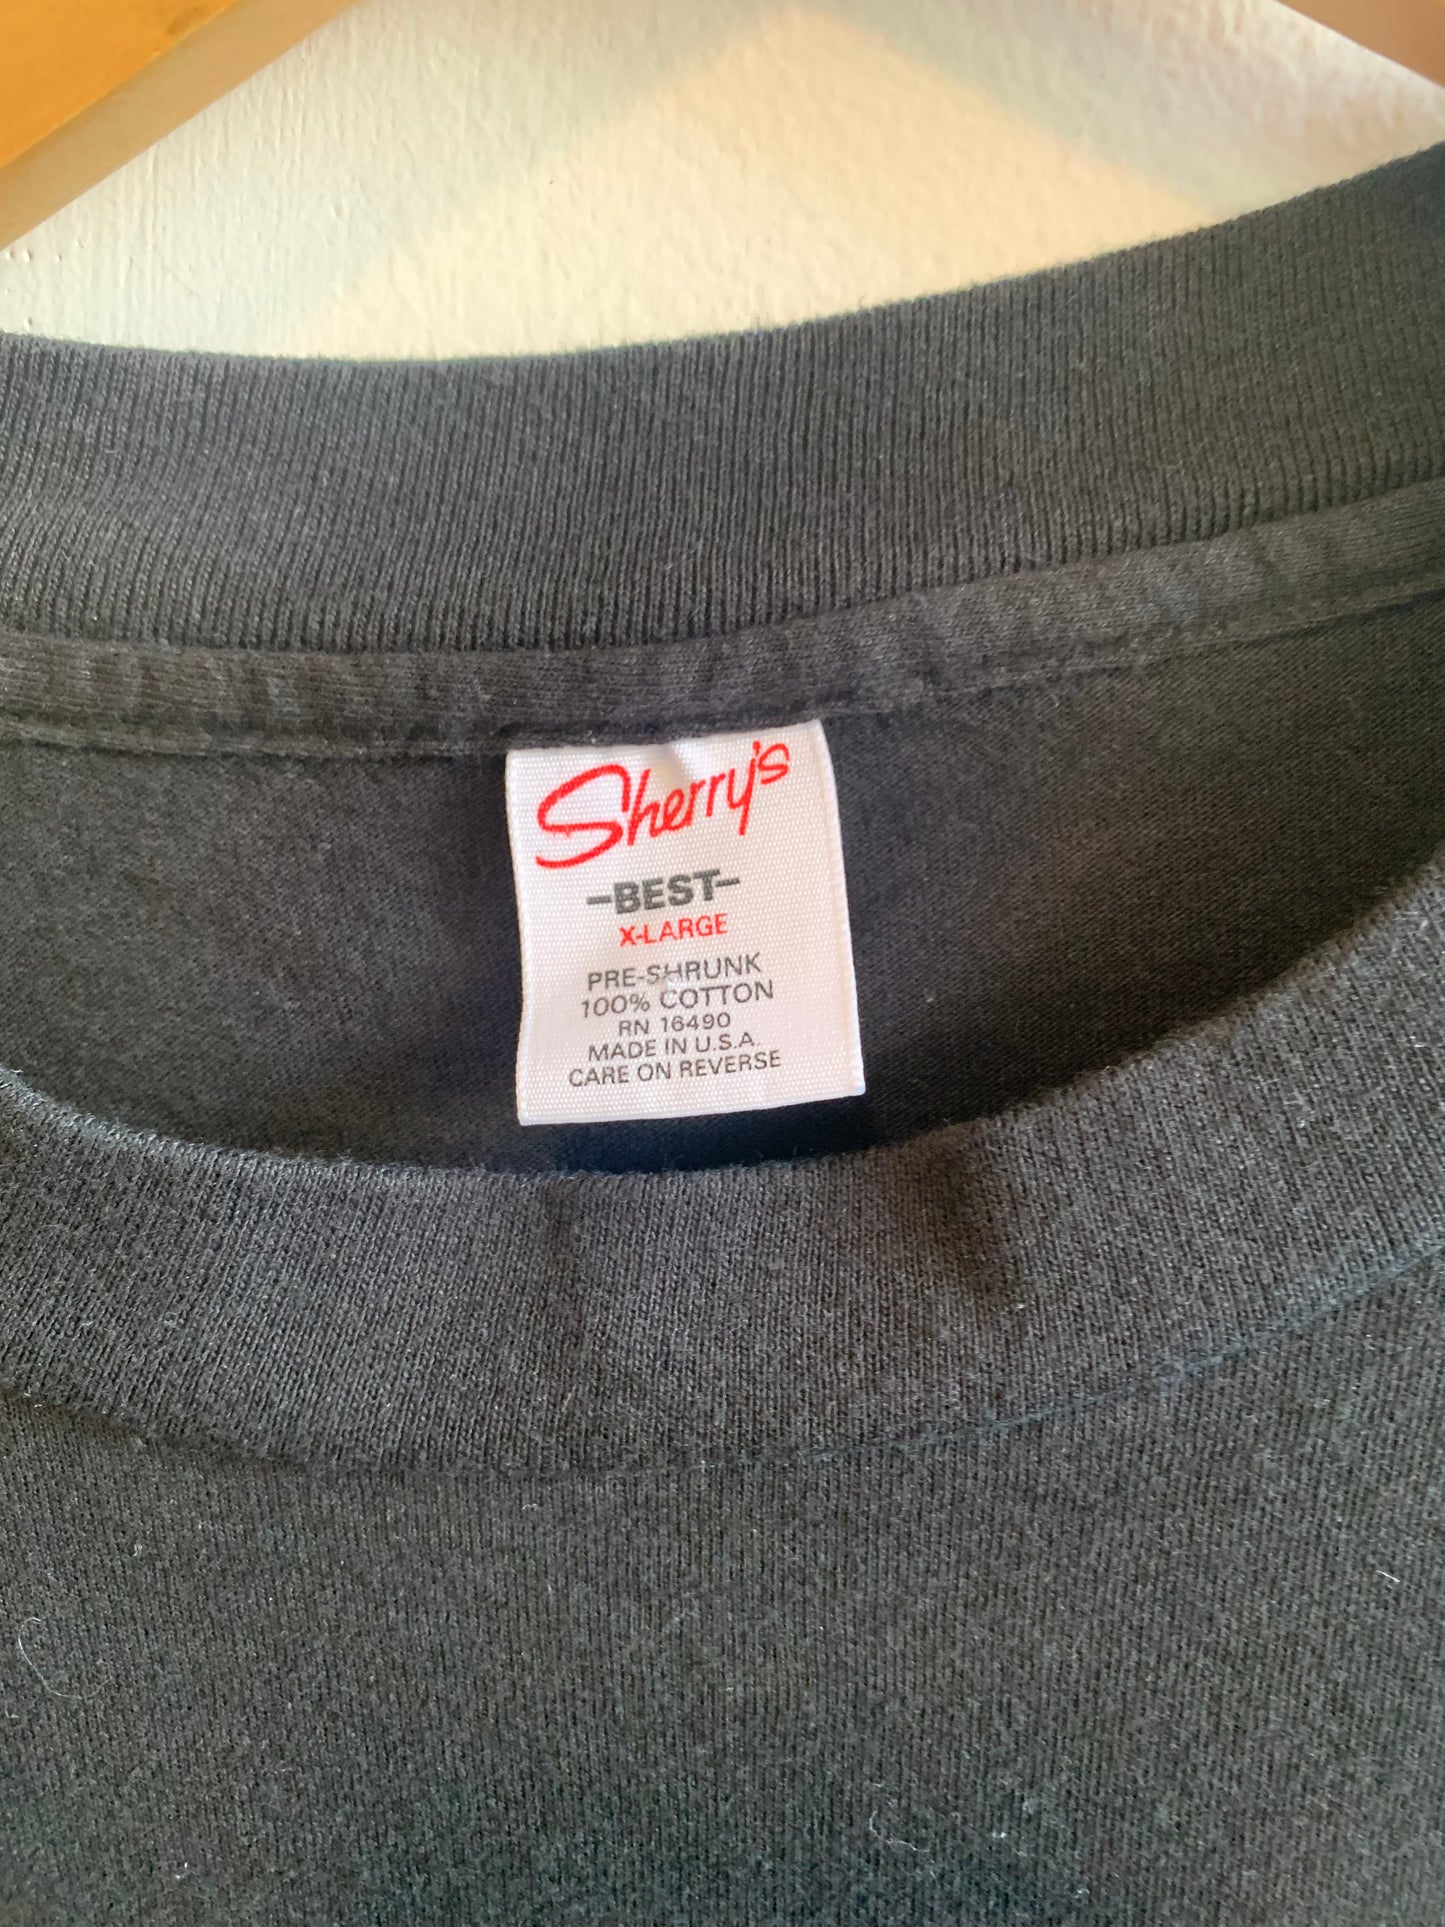 Sherry's
-BEST-
X-LARGE
PRE-SHRUNK
100% COTTON
RN 16490
MADE IN U.S.A.
CARE ON REVERSE